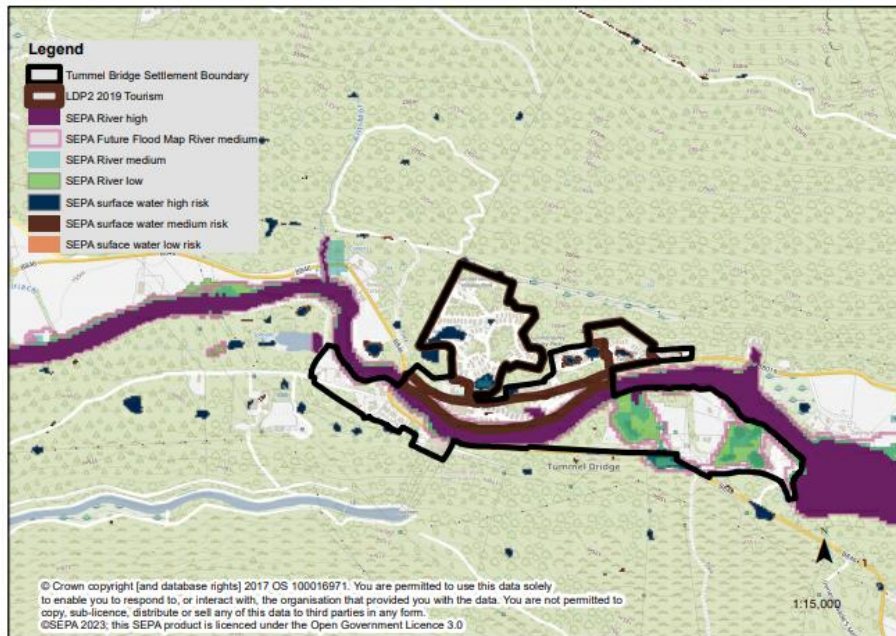 Legend
Tummel Bridge Settlement Boundary
LDP2 2019 Tourism
SEPA River high
SEPA Future Flood Map River medium
SEPA River medium
SEPA River low
SEPA surface water high risk
SEPA surface water medium risk
SEPA suface water low risk
B846
B846
Tummel Bridge
1:15,000
© Crown copyright [and database rights] 2017 OS 100016971. You are permitted to use this data solely
to enable you to respond to, or interact with, the organisation that provided you with the data. You are not permitted to
copy, sub-licence, distribute or sell any of this data to third parties in any form.
©SEPA 2023; this SEPA product is licenced under the Open Government Licence 3.0